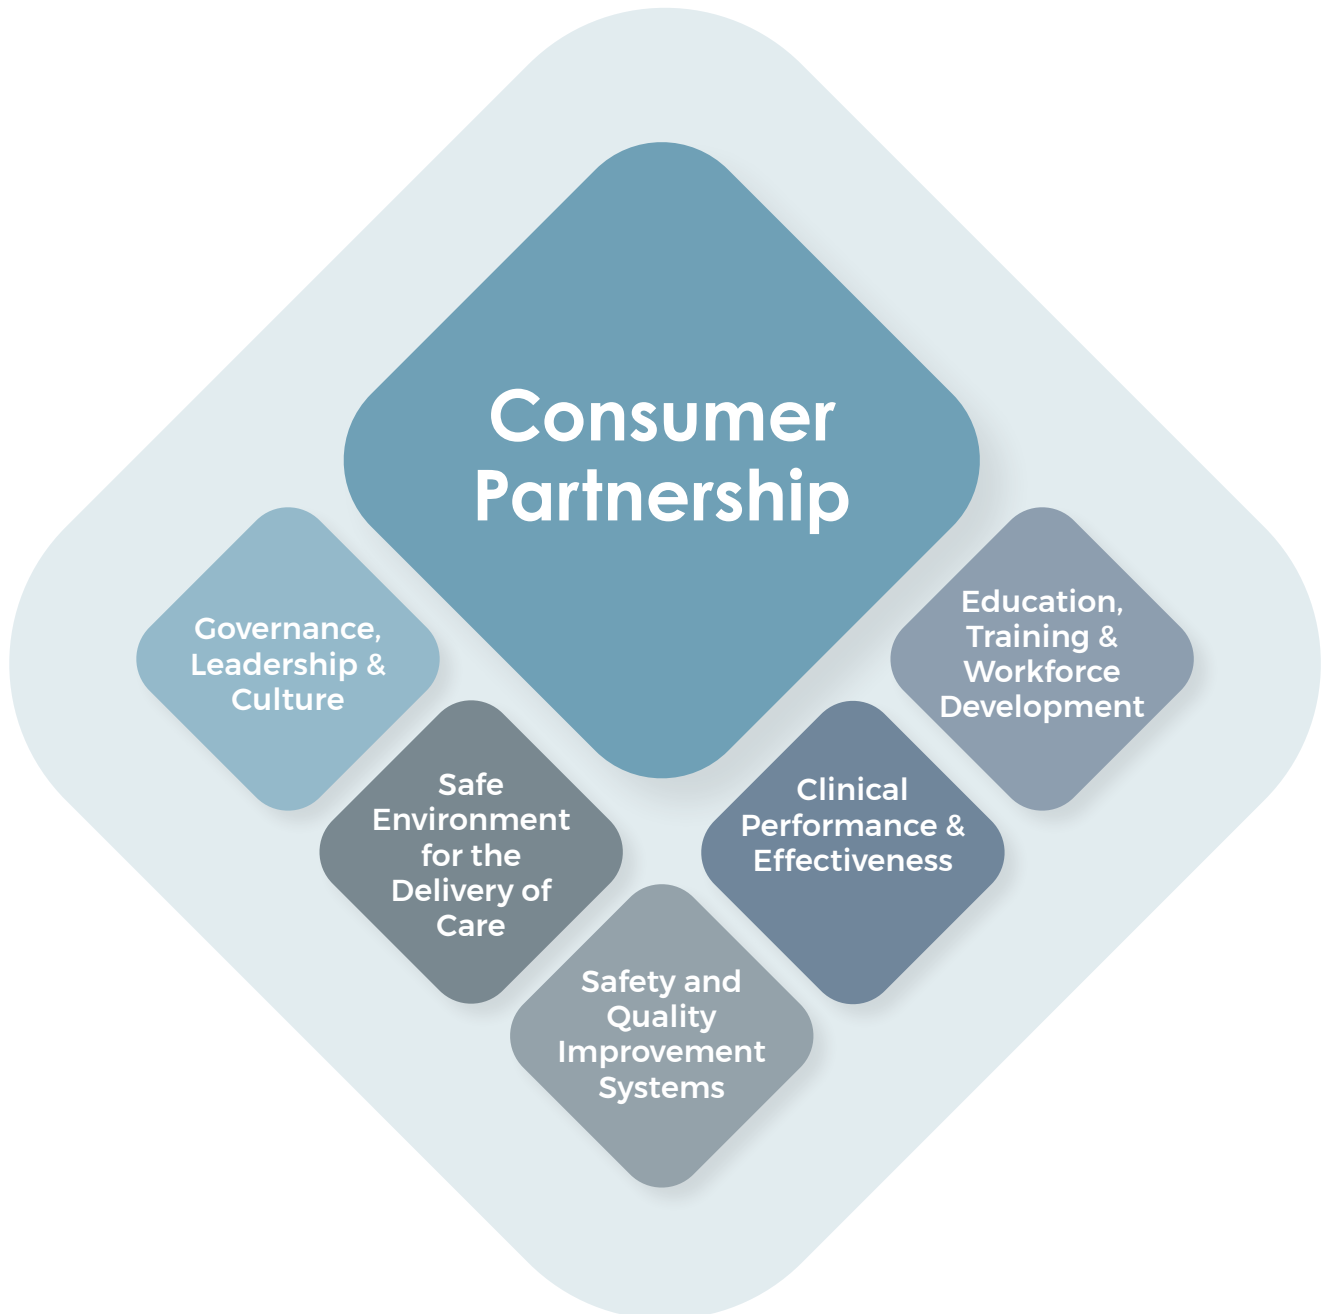 Consumer
Partnership
Governance,
Leadership &
Culture
Safe
Environment
for the
Delivery of
Care
Safety and
Quality
Improvement
Systems
Clinical
Performance &
Effectiveness
Education,
Training &
Workforce
Development